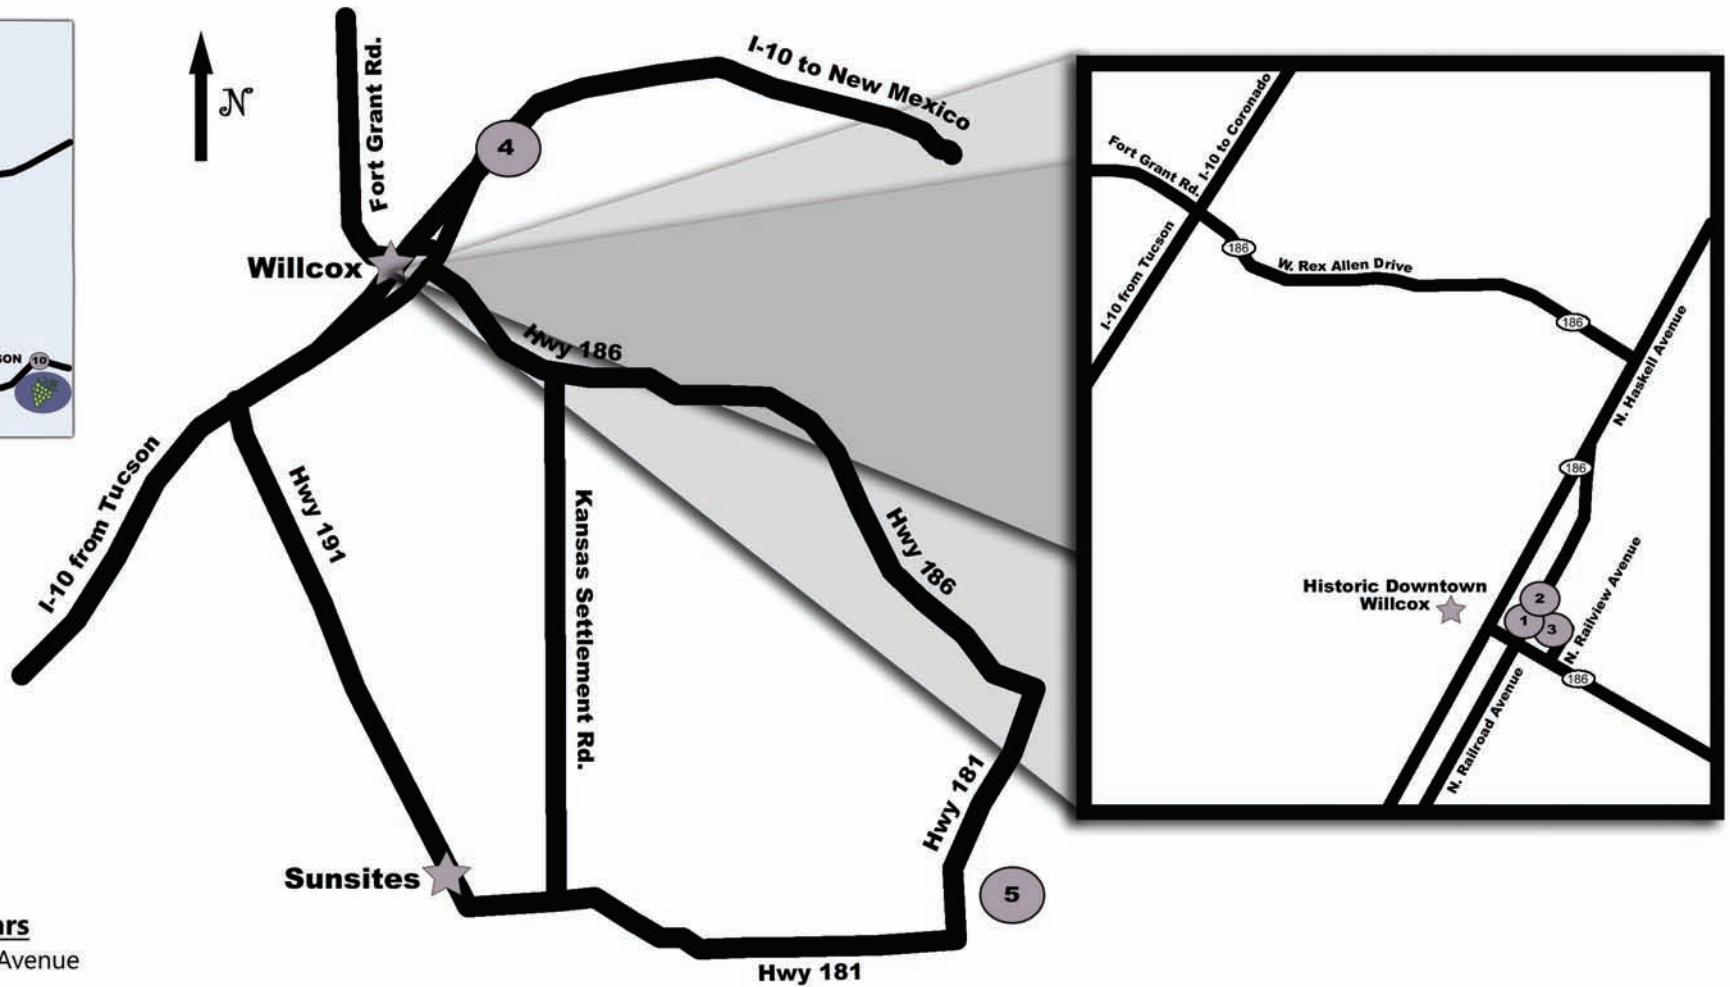 N
Fort Grant Rd.
I-10 to New Mexico
4
Willcox
Hwy 186
I-10 from Tucson
Hwy 191
Kansas Settlement Rd.
Hwy 186
Hwy 181
Sunsites
5
Hwy 181
10
Avenue
I-10 to Coronado
Fort Grant Rd.
I-10 from Tucson
186
W. Rex Allen Drive
186
N. Haskell Avenue
186
N. Railview Avenue
Historic Downtown
Willcox
2
1
3
186
N. Railroad Avenue